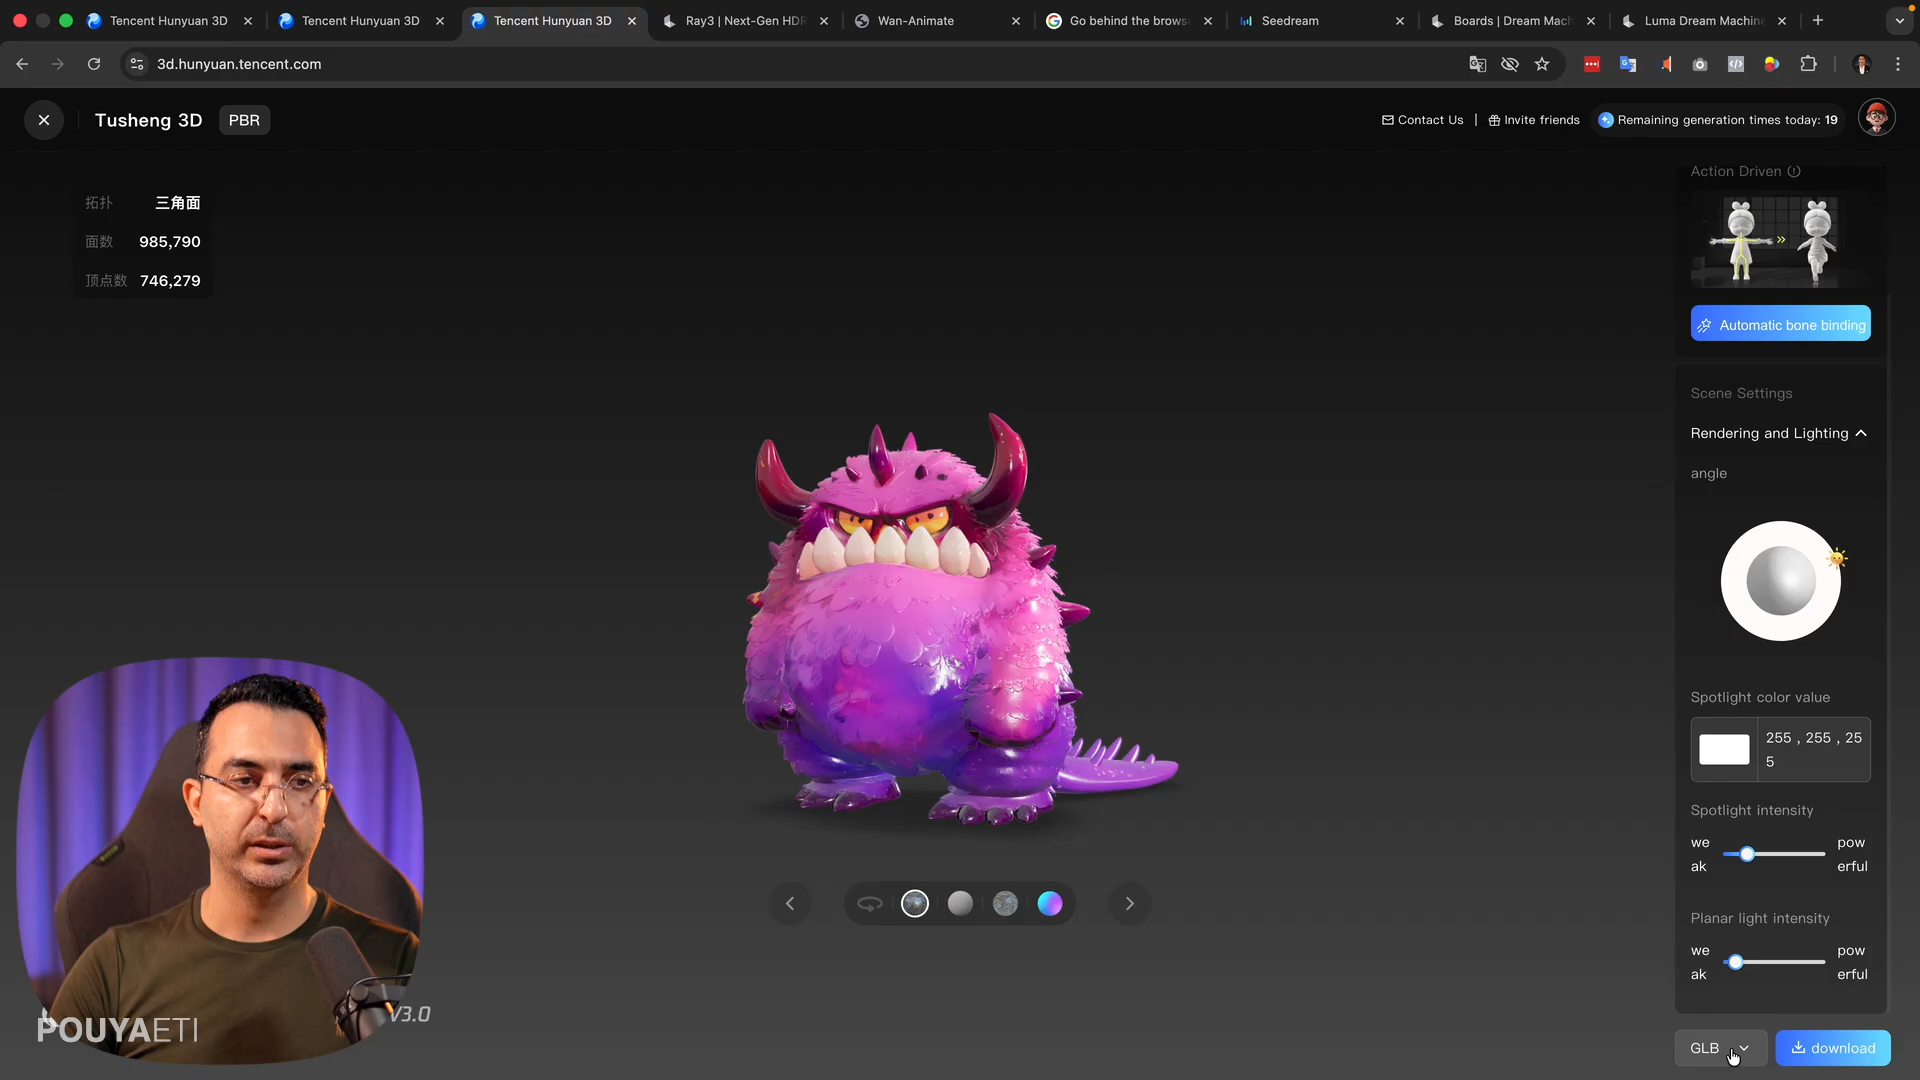 Tencent Hunyuan 3D
Tencent Hunyuan 3D
Tencent Hunyuan 3D
Ray3 | Next-Gen HDR
Wan-Animate
Go behind the brows
Seedream
Boards | Dream Mach
Luma Dream Machine
3d.hunyuan.tencent.com
Tusheng 3D
PBR
Contact Us
Invite friends
Remaining generation times today: 19
拓扑 三角面
面数 985,790
顶点数 746,279
Action Driven
Automatic bone binding
Scene Settings
Rendering and Lighting
angle
Spotlight color value
255 , 255 , 25
5
Spotlight intensity
we
ak
pow
erful
Planar light intensity
we
ak
pow
erful
V3.0
POUYAETI
GLB
download